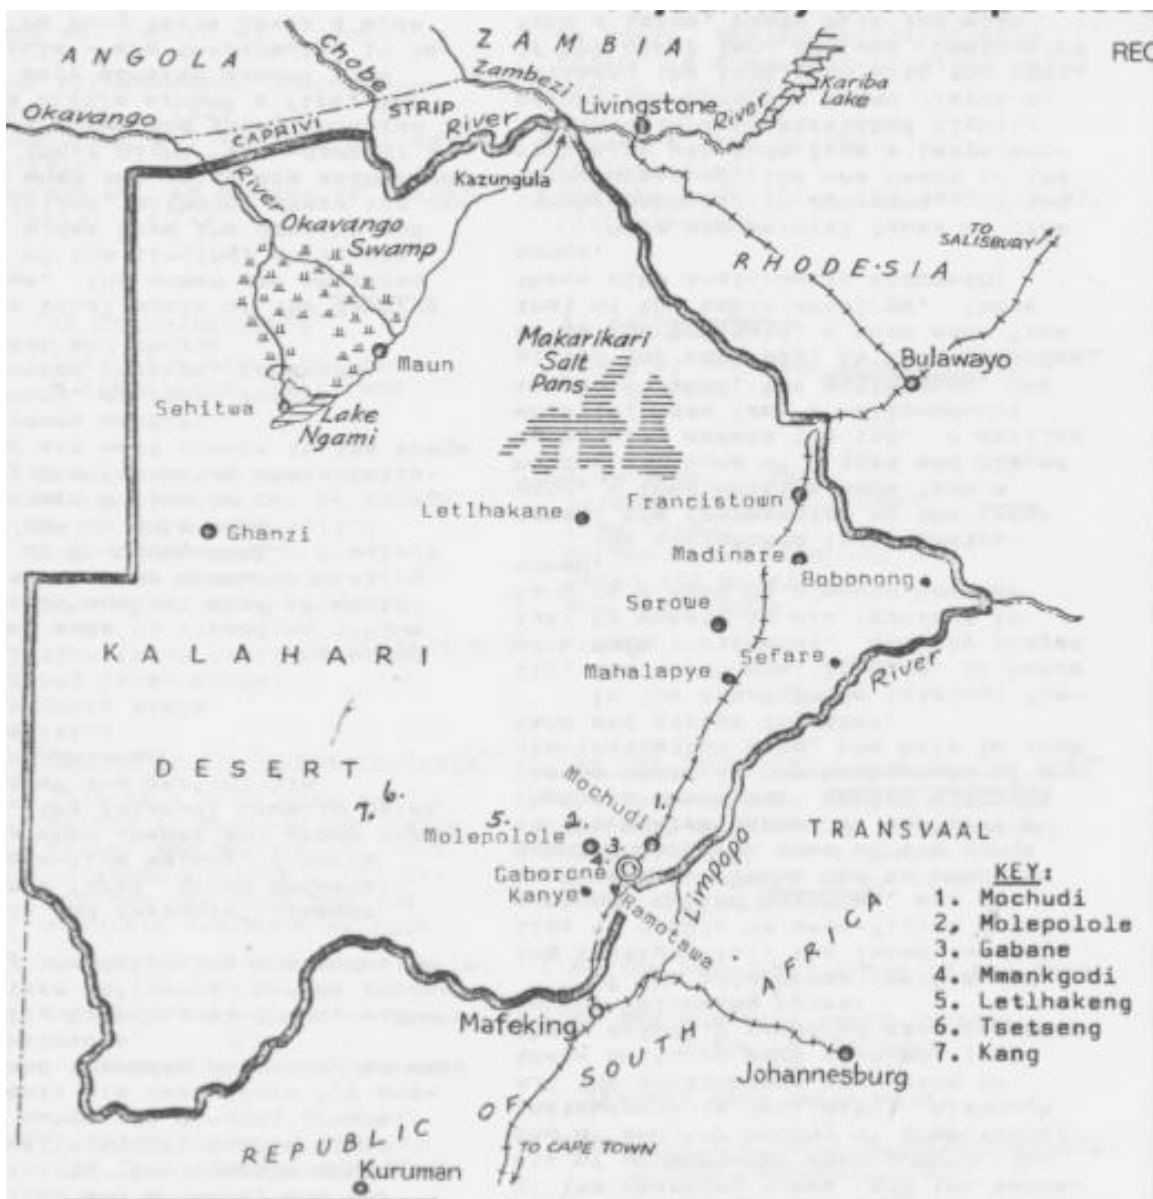 REC
ZAMBIA
ANGOLA
Chobe
Zambezi
Kariba
Lake
STRIP
Livingstone
River
Okavango
CAPRIVI
River
Kazungula
River
Okavango
Swamp
TO
SALISBURY
RHODESIA
Makarikari
Salt
Pans
Maun
Bulawayo
Sehitwa
Lake
Ngami
Francistown
Letlhakane
Ghanzi
Madinare
Bobonong
Serowe
KALAHARI
Sefare
River
Mahalapye
DESERT
Mochudi
1.
6.
7.
5.
2.
TRANSVAAL
Molepolole
3.
4.
Gaborone
Limpopo
Kanye
Ramotswa
KEY:
1. Mochudi
2, Molepolole
3. Gabane
4. Mmankgodi
5. Letlhakeng
6. Tsetseng
7. Kang
Mafeking
SOUTH AFRICA
Johannesburg
OF
TO CAPE TOWN
REPUBLIC
Kuruman